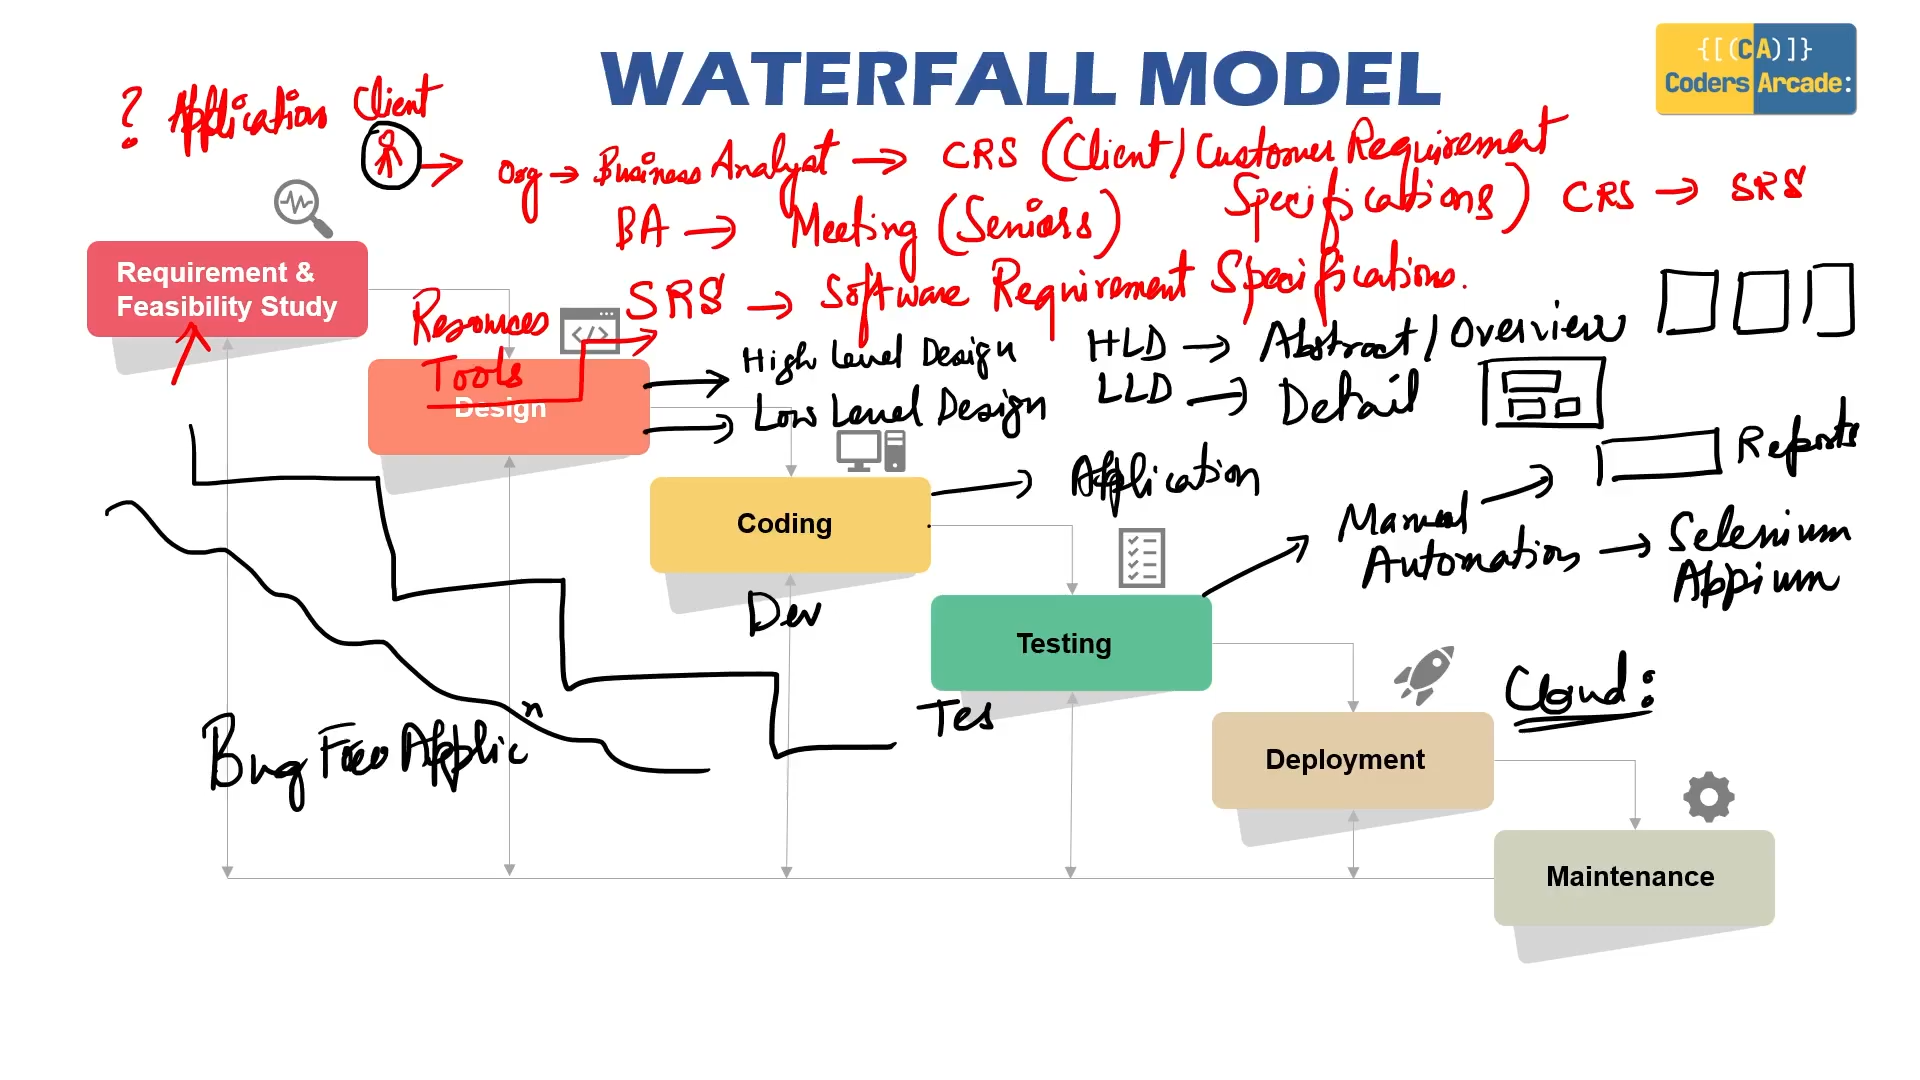 WATERFALL MODEL
{[(CA)]}
Coders Arcade:
? Application Client
Org → Business Analyst → CRS (Client/Customer Requirement
Specifications) CRS → SRS
BA → Meeting (Seniors)
SRS → Software Requirement Specifications.
Requirement &
Feasibility Study
Resources
Tools
Design
</>
High Level Design
Low Level Design
HLD → Abstract/Overview
LLD → Detail
Coding
Dev
Application
Manual → Reports
Automation → Selenium
Appium
Testing
Tes
Cloud:
Deployment
Bug Free Applicn
Maintenance